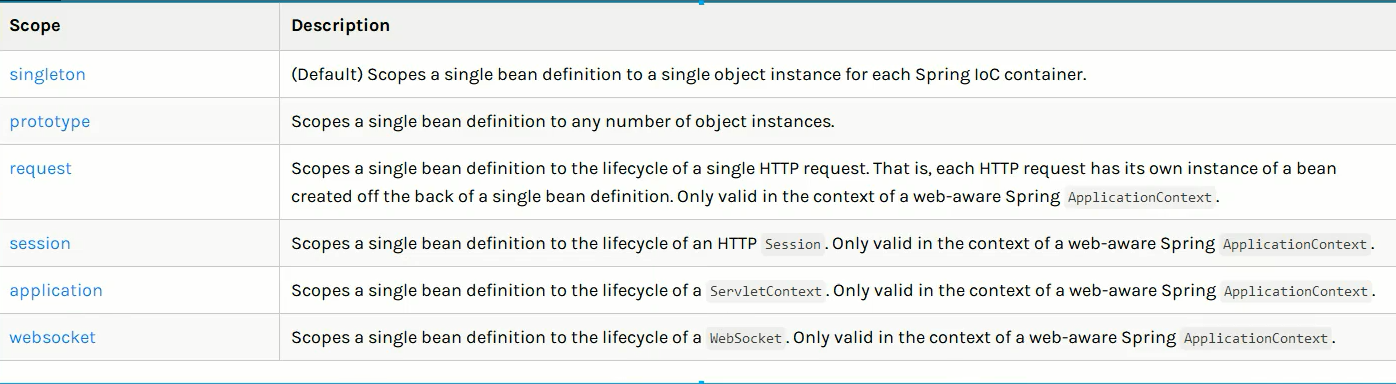 Scope Description
singleton (Default) Scopes a single bean definition to a single object instance for each Spring IoC container.
prototype Scopes a single bean definition to any number of object instances.
request Scopes a single bean definition to the lifecycle of a single HTTP request. That is, each HTTP request has its own instance of a bean
created off the back of a single bean definition. Only valid in the context of a web-aware Spring ApplicationContext.
session Scopes a single bean definition to the lifecycle of an HTTP Session. Only valid in the context of a web-aware Spring ApplicationContext.
application Scopes a single bean definition to the lifecycle of a ServletContext. Only valid in the context of a web-aware Spring ApplicationContext.
websocket Scopes a single bean definition to the lifecycle of a WebSocket. Only valid in the context of a web-aware Spring ApplicationContext.